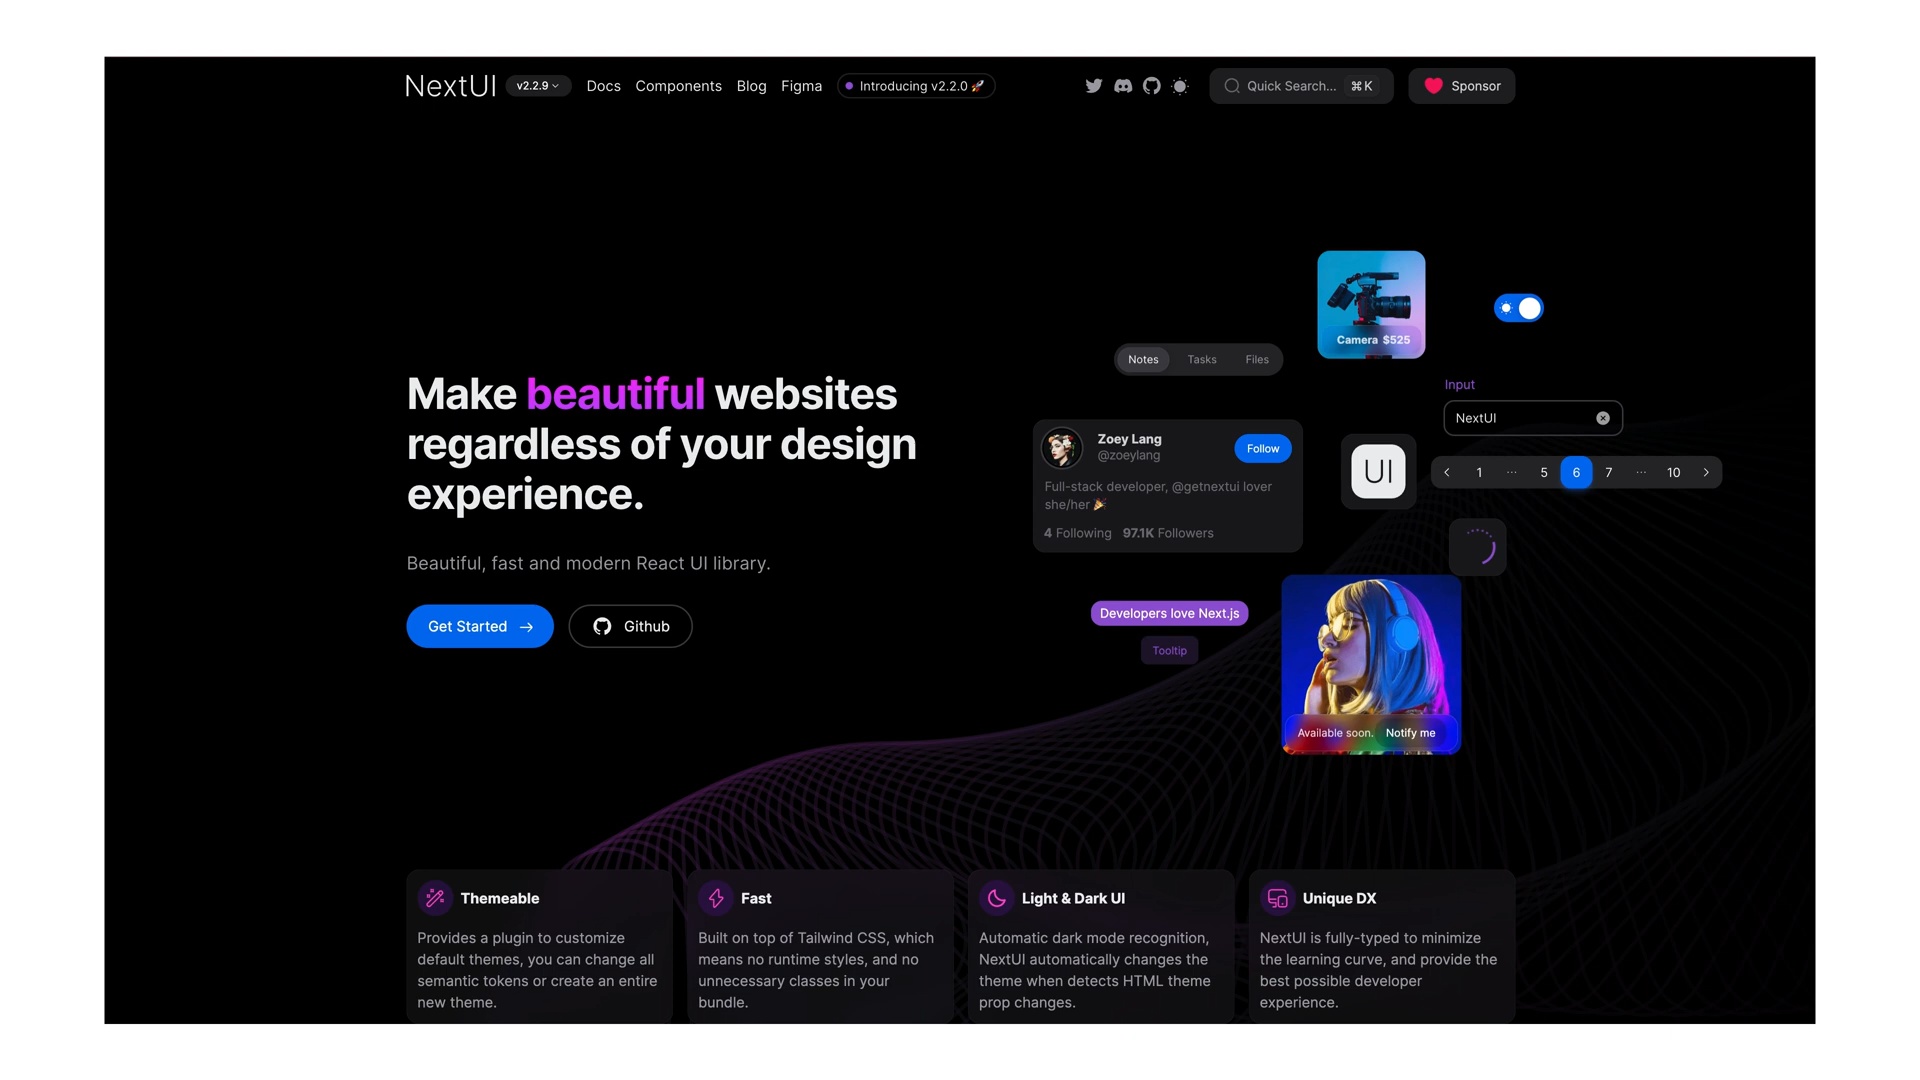 NextUI v2.2.9 Docs Components Blog Figma Introducing v2.2.0 🚀 Quick Search... ⌘K Sponsor
Make beautiful websites
regardless of your design
experience.
Beautiful, fast and modern React UI library.
Get Started → Github
Camera $525
Notes Tasks Files
Input
NextUI
Zoey Lang
@zoeylang
Follow
Full-stack developer, @getnextui lover
she/her 🎉
4 Following 97.1K Followers
UI
1 ... 5 6 7 ... 10
Developers love Next.js
Tooltip
Available soon. Notify me
Themeable
Provides a plugin to customize
default themes, you can change all
semantic tokens or create an entire
new theme.
Fast
Built on top of Tailwind CSS, which
means no runtime styles, and no
unnecessary classes in your
bundle.
Light & Dark UI
Automatic dark mode recognition,
NextUI automatically changes the
theme when detects HTML theme
prop changes.
Unique DX
NextUI is fully-typed to minimize
the learning curve, and provide the
best possible developer
experience.